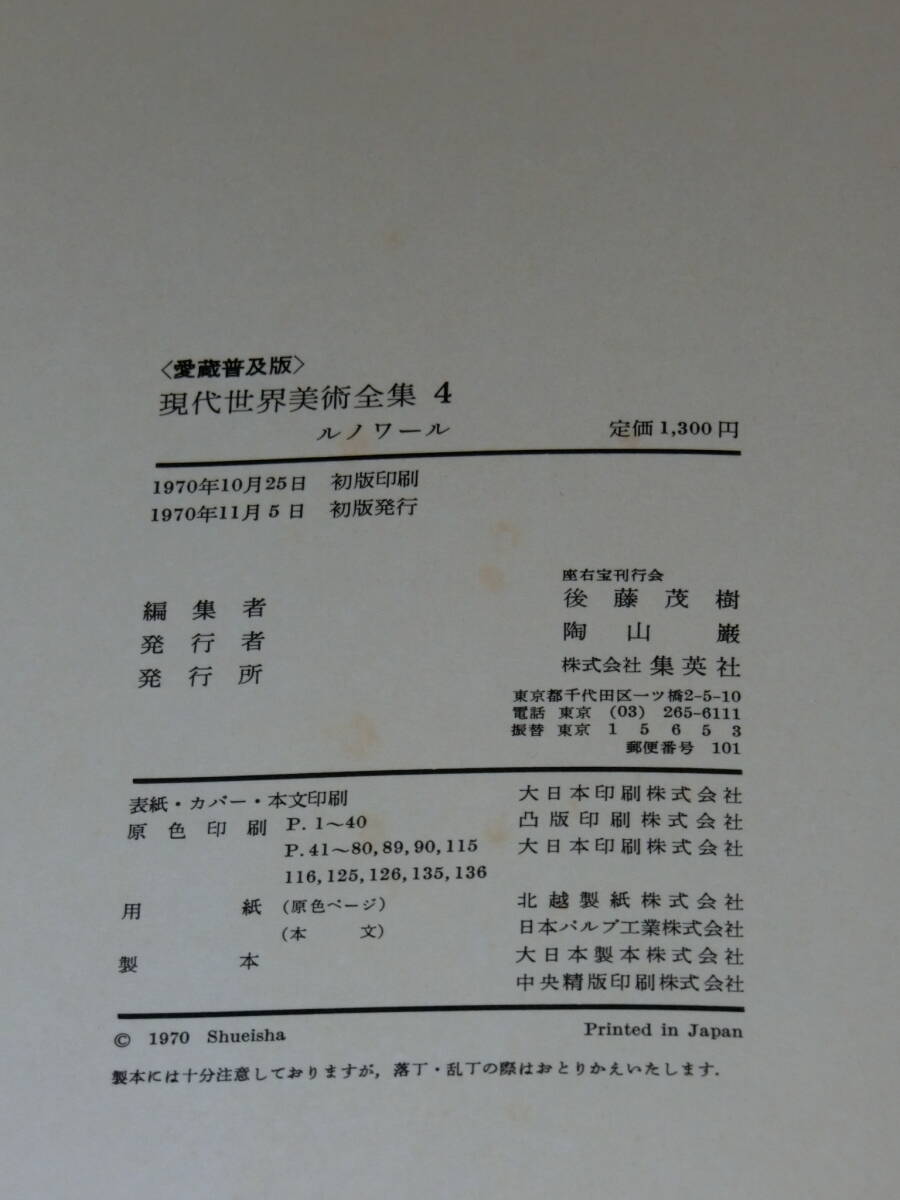 〈愛蔵普及版〉
現代世界美術全集 4
ルノワール 定価 1,300円
1970年10月25日 初版印刷
1970年11月5日 初版発行
座右宝刊行会
編集者 後藤茂樹
発行者 陶山巌
発行所 株式会社 集英社
東京都千代田区一ツ橋2-5-10
電話 東京 (03) 265-6111
振替 東京 15653
郵便番号 101
表紙・カバー・本文印刷 大日本印刷株式会社
原色印刷 P. 1〜40 凸版印刷株式会社
P. 41〜80, 89, 90, 115 大日本印刷株式会社
116, 125, 126, 135, 136
用紙 (原色ページ) 北越製紙株式会社
(本文) 日本パルプ工業株式会社
製本 大日本製本株式会社
中央精版印刷株式会社
© 1970 Shueisha Printed in Japan
製本には十分注意しておりますが, 落丁・乱丁の際はおとりかえいたします.